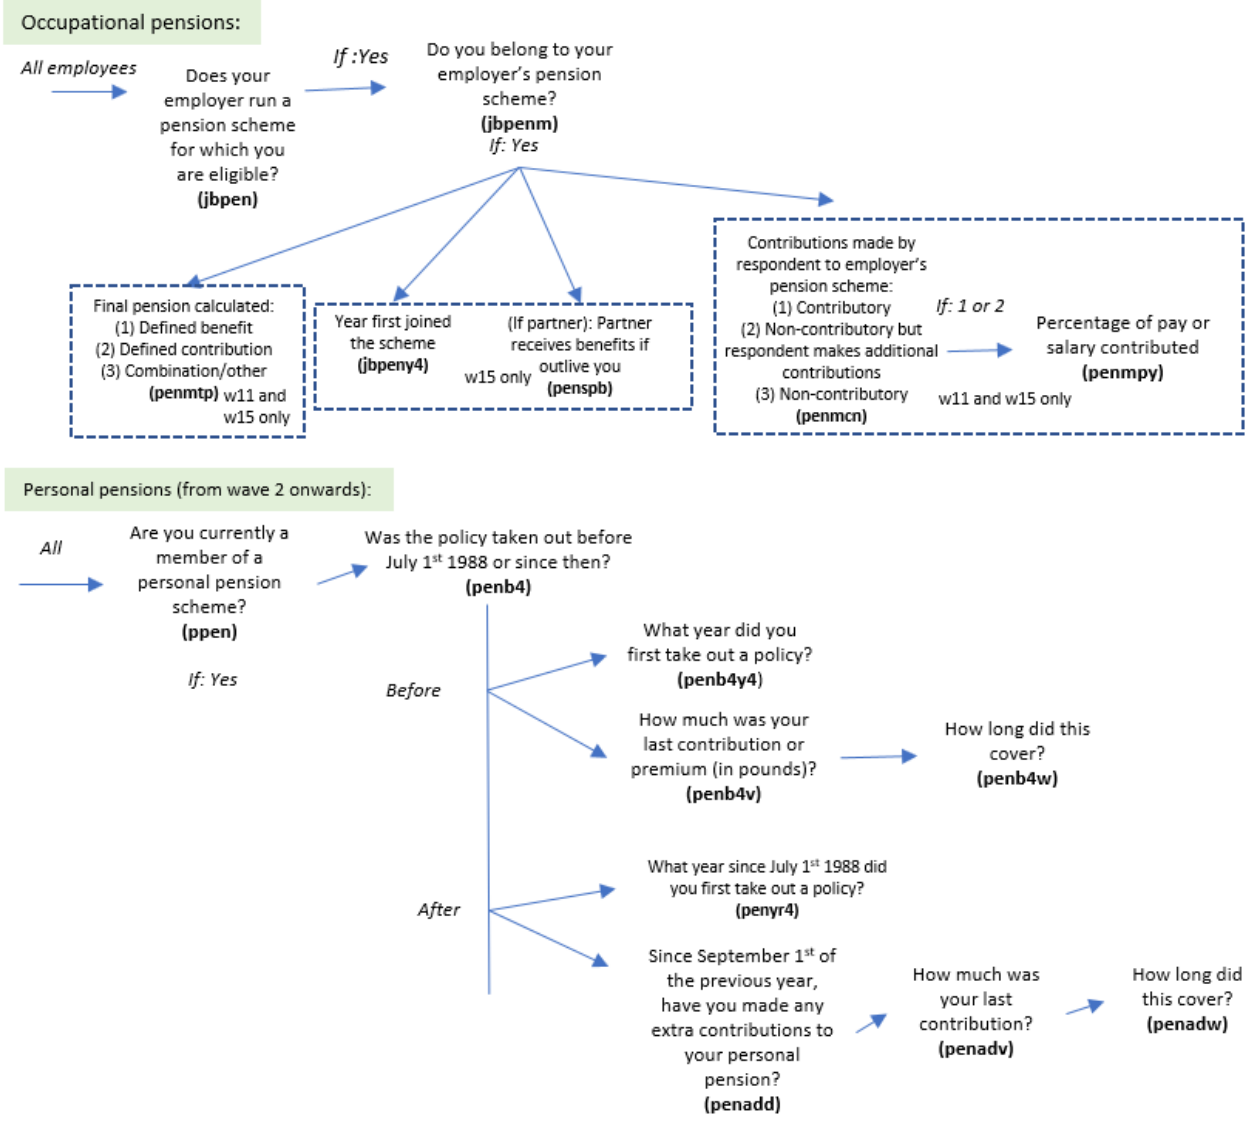 Occupational pensions:
All employees
Does your
employer run a
pension scheme
for which you
are eligible?
(jbpen)
If :Yes
Do you belong to your
employer's pension
scheme?
(jbpenm)
If: Yes
Final pension calculated:
(1) Defined benefit
(2) Defined contribution
(3) Combination/other
(penmtp) w11 and
w15 only
Year first joined
the scheme
(jbpeny4)
w15 only
(If partner): Partner
receives benefits if
outlive you
(penspb)
Contributions made by
respondent to employer's
pension scheme:
(1) Contributory
(2) Non-contributory but
respondent makes additional
contributions
(3) Non-contributory
(penmcn)
If: 1 or 2
w11 and w15 only
Percentage of pay or
salary contributed
(penmpy)
Personal pensions (from wave 2 onwards):
All
Are you currently a
member of a
personal pension
scheme?
(ppen)
If: Yes
Was the policy taken out before
July 1st 1988 or since then?
(penb4)
Before
What year did you
first take out a policy?
(penb4y4)
How much was your
last contribution or
premium (in pounds)?
(penb4v)
How long did this
cover?
(penb4w)
After
What year since July 1st 1988 did
you first take out a policy?
(penyr4)
Since September 1st of
the previous year,
have you made any
extra contributions to
your personal
pension?
(penadd)
How much was
your last
contribution?
(penadv)
How long did
this cover?
(penadw)